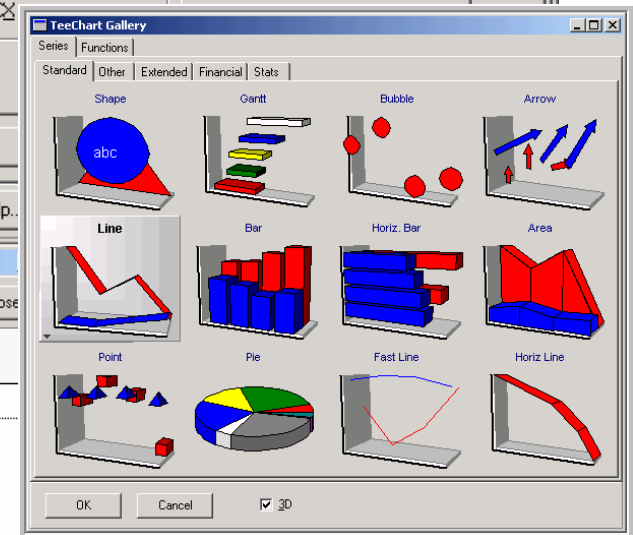 TeeChart Gallery
Series Functions
Standard Other Extended Financial Stats
Shape Gantt Bubble Arrow
abc
Line Bar Horiz. Bar Area
Point Pie Fast Line Horiz Line
OK Cancel 3D